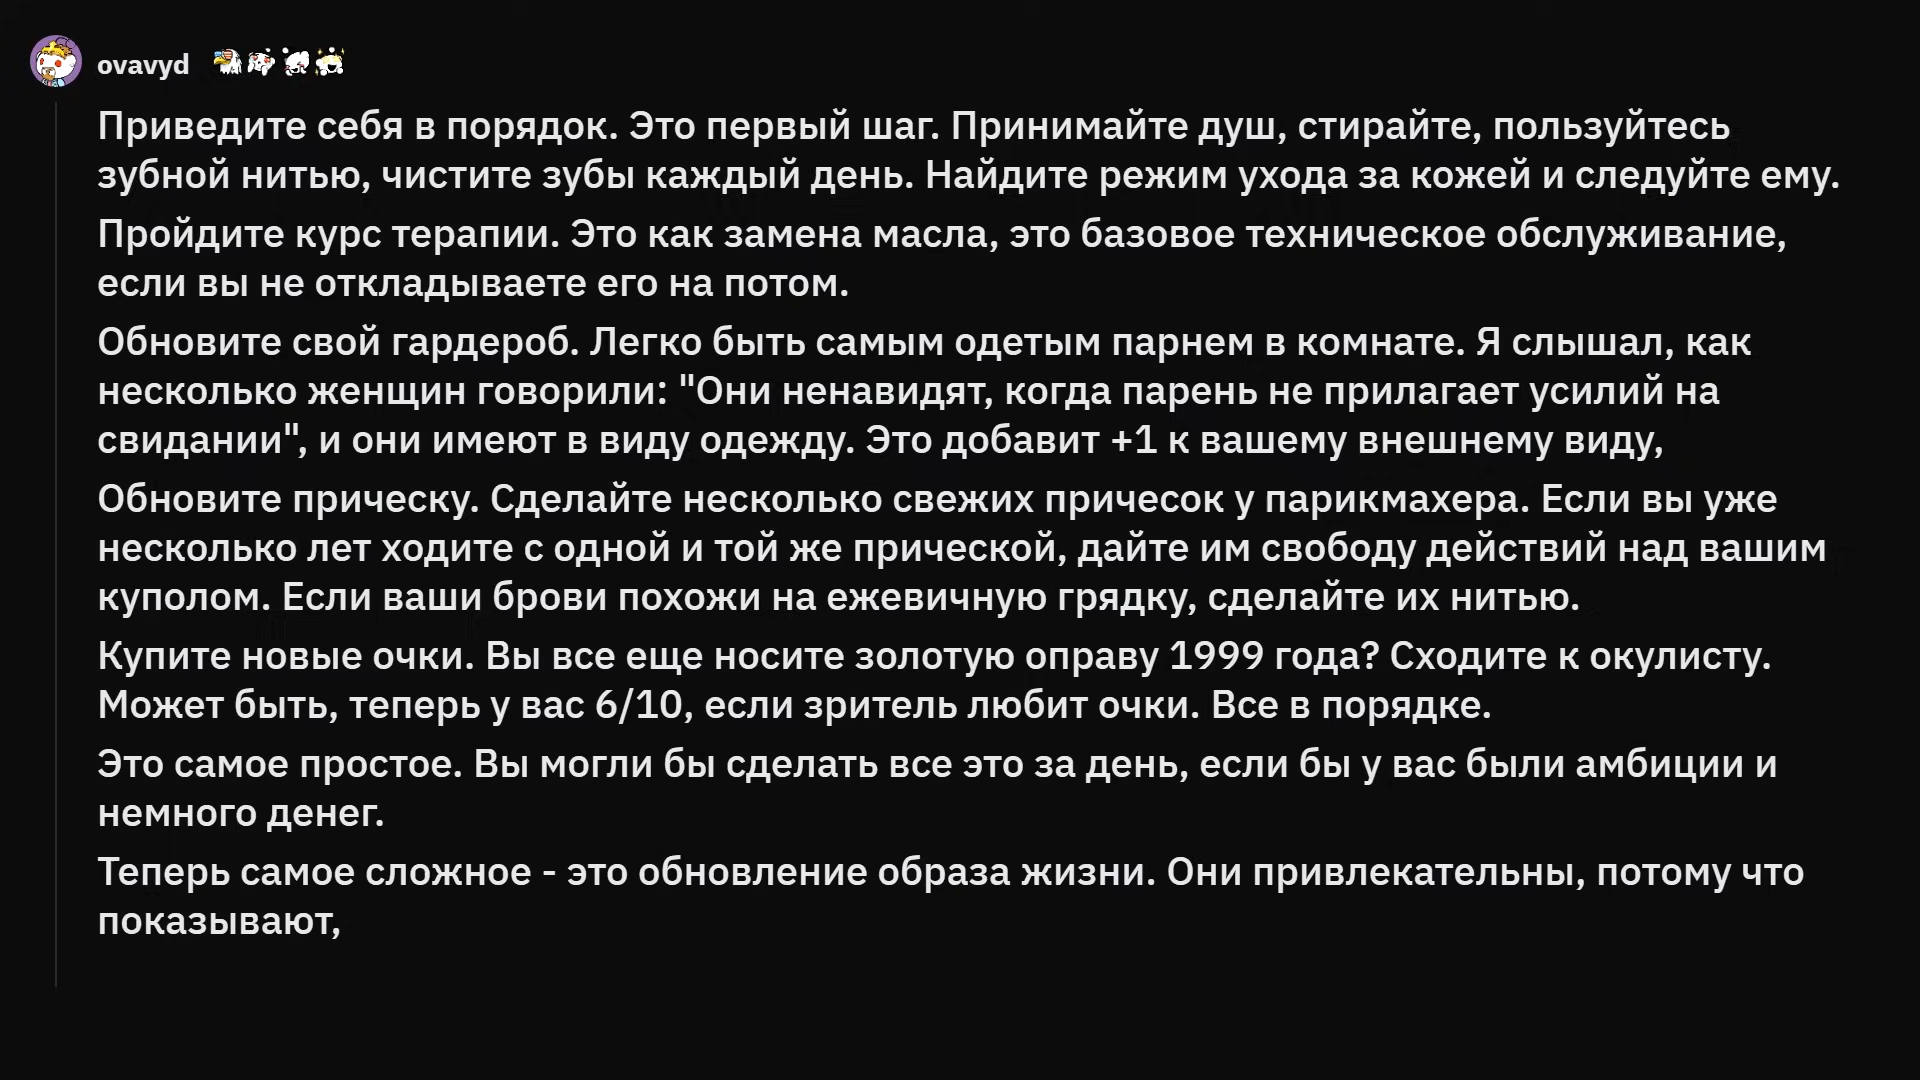 ovavyd
Приведите себя в порядок. Это первый шаг. Принимайте душ, стирайте, пользуйтесь
зубной нитью, чистите зубы каждый день. Найдите режим ухода за кожей и следуйте ему.
Пройдите курс терапии. Это как замена масла, это базовое техническое обслуживание,
если вы не откладываете его на потом.
Обновите свой гардероб. Легко быть самым одетым парнем в комнате. Я слышал, как
несколько женщин говорили: "Они ненавидят, когда парень не прилагает усилий на
свидании", и они имеют в виду одежду. Это добавит +1 к вашему внешнему виду,
Обновите прическу. Сделайте несколько свежих причесок у парикмахера. Если вы уже
несколько лет ходите с одной и той же прической, дайте им свободу действий над вашим
куполом. Если ваши брови похожи на ежевичную грядку, сделайте их нитью.
Купите новые очки. Вы все еще носите золотую оправу 1999 года? Сходите к окулисту.
Может быть, теперь у вас 6/10, если зритель любит очки. Все в порядке.
Это самое простое. Вы могли бы сделать все это за день, если бы у вас были амбиции и
немного денег.
Теперь самое сложное - это обновление образа жизни. Они привлекательны, потому что
показывают,